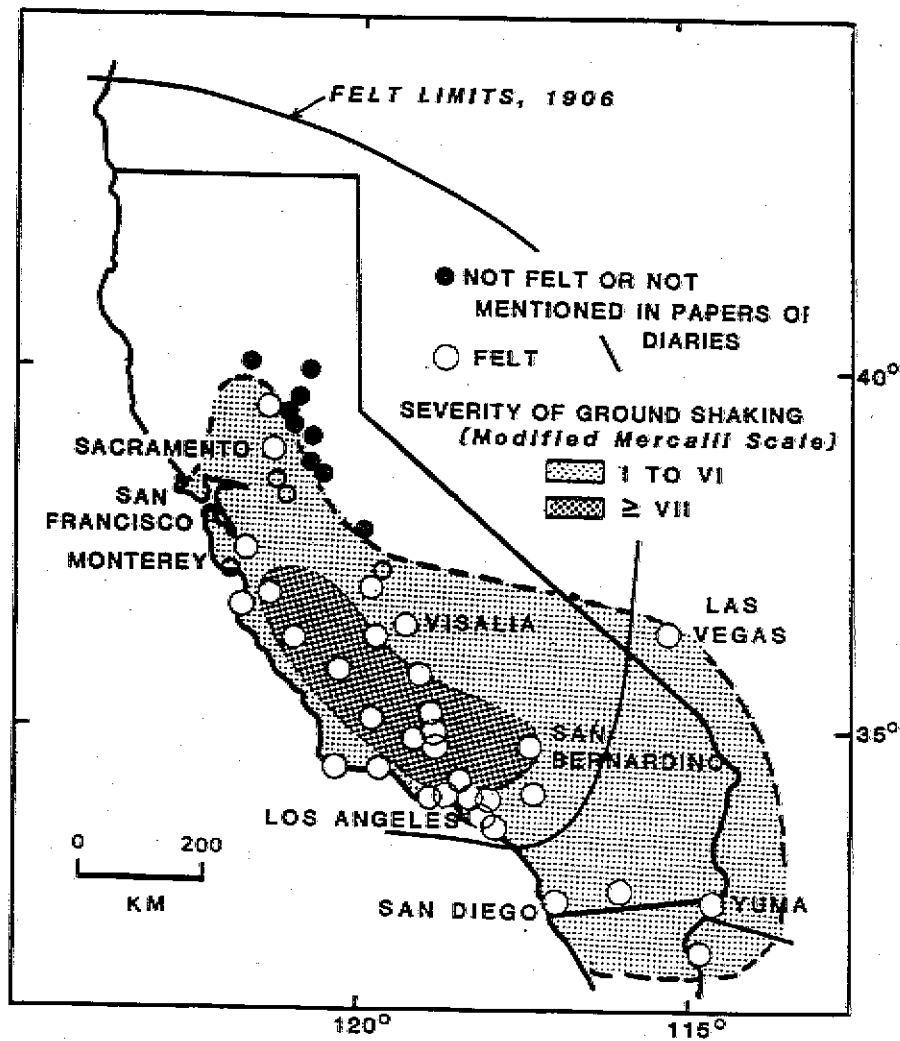 FELT LIMITS, 1906
NOT FELT OR NOT
MENTIONED IN PAPERS OF
DIARIES
FELT
40°
SEVERITY OF GROUND SHAKING
(Modified Mercalli Scale)
I TO VI
≥ VII
SACRAMENTO
SAN
FRANCISCO
MONTEREY
VISALIA
LAS
VEGAS
SAN
BERNARDINO
35°
LOS ANGELES
0 200
KM
SAN DIEGO
YUMA
120° 115°